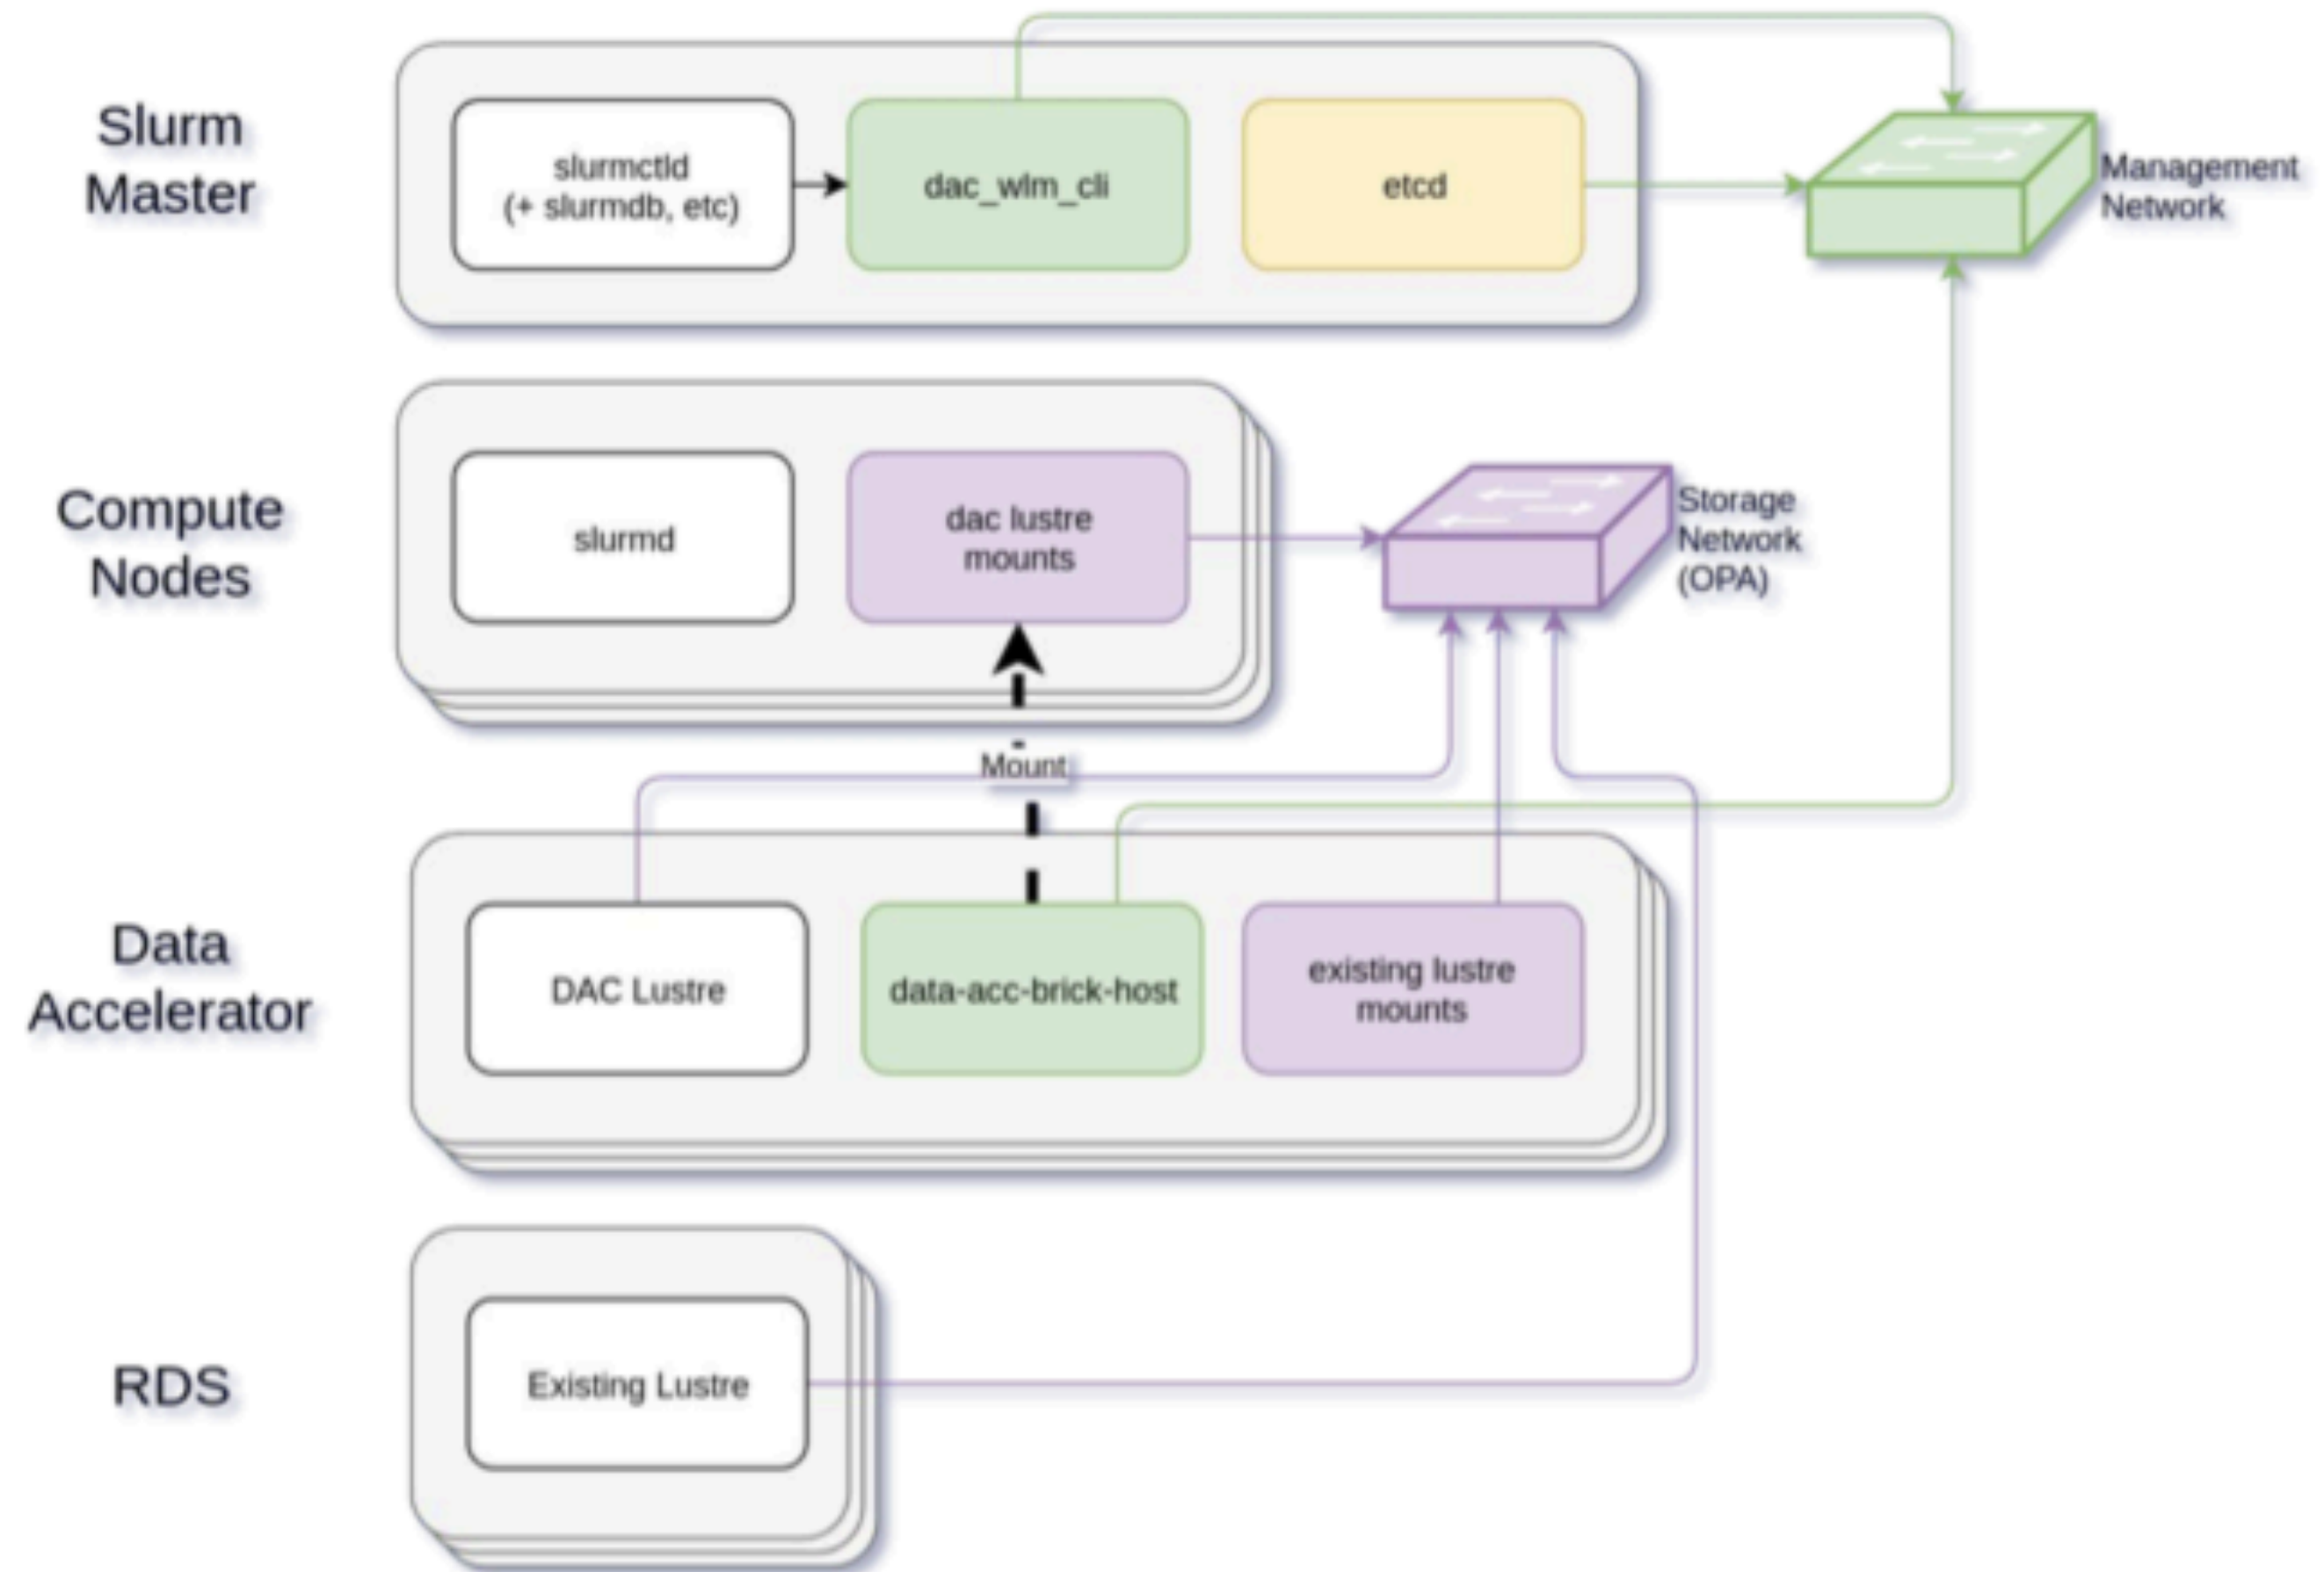 Slurm
Master
slurmctld
(+ slurmdb, etc)
dac_wlm_cli
etcd
Management
Network
Compute
Nodes
slurmd
dac lustre
mounts
Storage
Network
(OPA)
Mount
Data
Accelerator
DAC Lustre
data-acc-brick-host
existing lustre
mounts
RDS
Existing Lustre